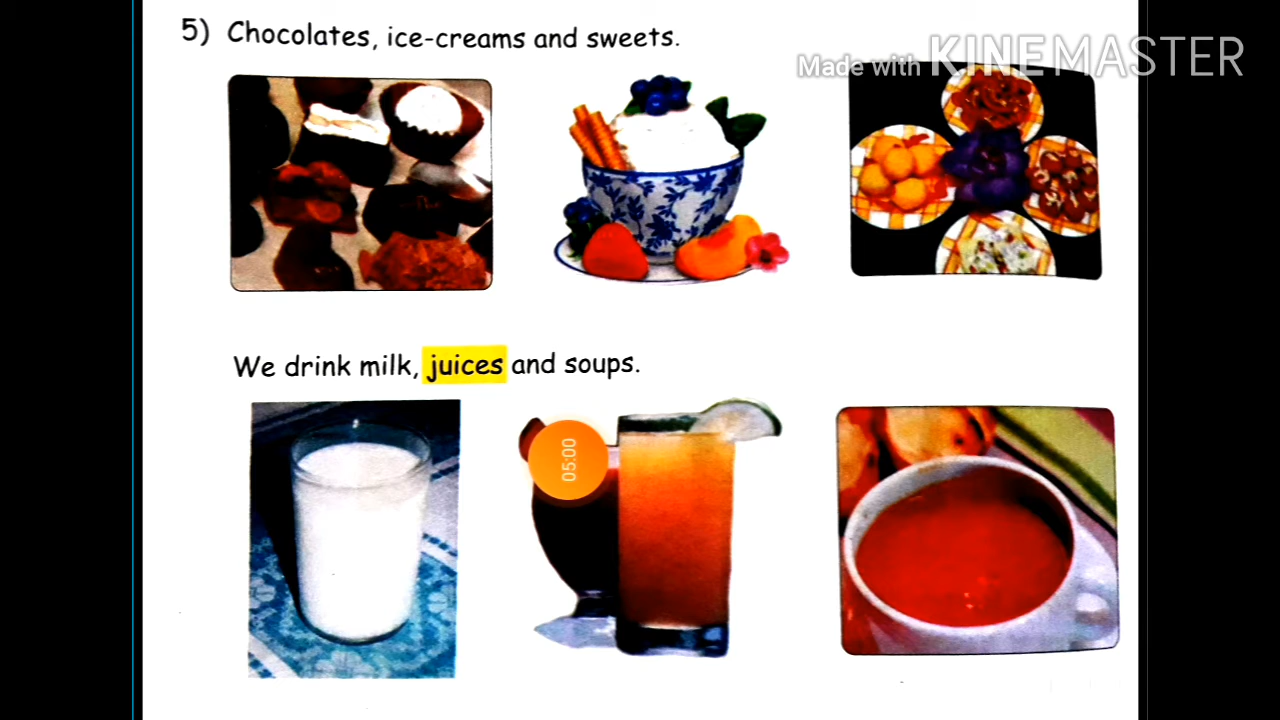 5) Chocolates, ice-creams and sweets.
Made with KINEMASTER
We drink milk, juices and soups.
05:00